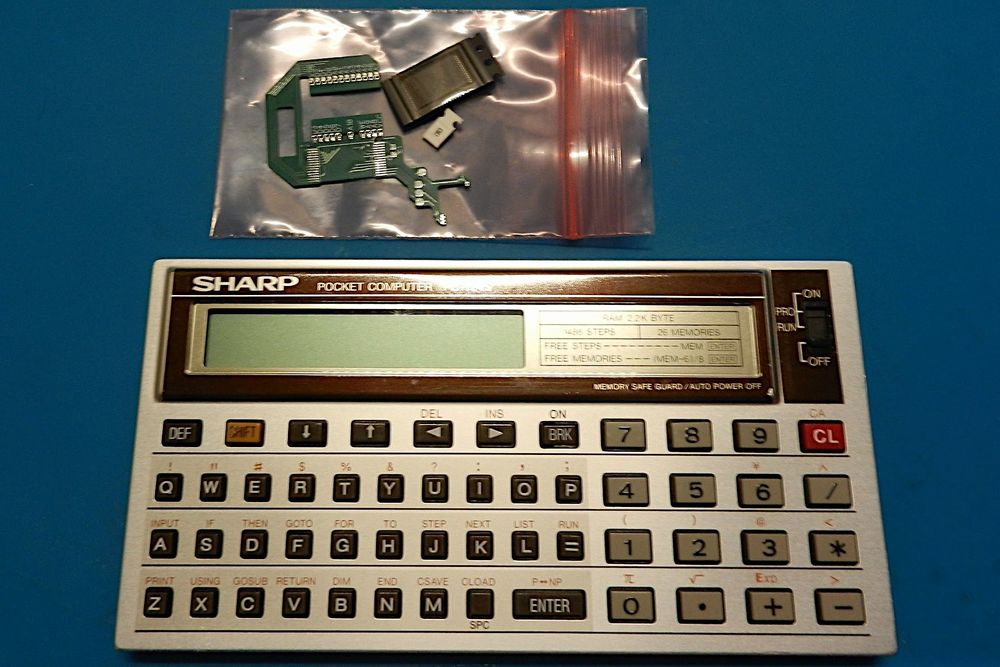 SHARP POCKET COMPUTER
ON
PRO
RUN
OFF
RAM 2.2K BYTE
1486 STEPS 26 MEMORIES
FREE STEPS MEM ENTER
FREE MEMORIES (MEM-6)/8 ENTER
MEMORY SAFE GUARD/AUTO POWER OFF
DEL INS ON CA
DEF SHIFT ↓ ↑ ◀ ▶ BRK 7 8 9 CL
! " # $ % & ? : , ; ¥ ^
Q W E R T Y U I O P 4 5 6 /
INPUT IF THEN GOTO FOR TO STEP NEXT LIST RUN ( ) @ <
A S D F G H J K L = 1 2 3 *
PRINT USING GOSUB RETURN DIM END CSAVE CLOAD P↔NP π √ Exp >
Z X C V B N M ENTER 0 • + −
SPC